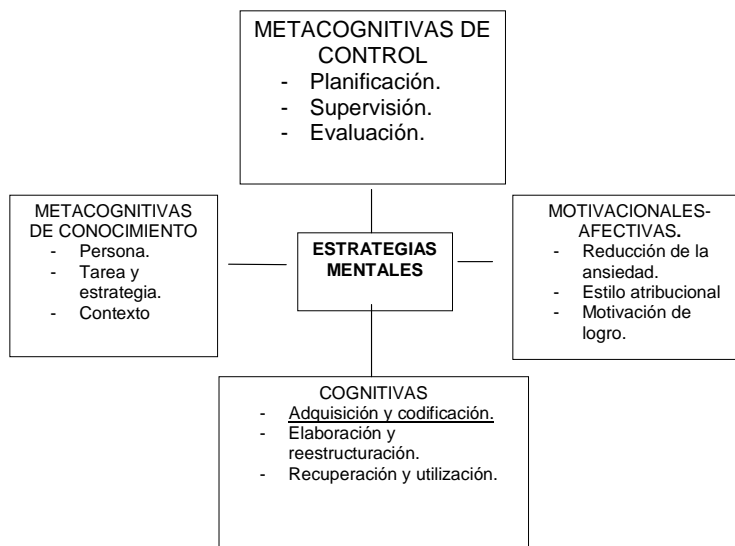 METACOGNITIVAS DE
CONTROL
- Planificación.
- Supervisión.
- Evaluación.
METACOGNITIVAS
DE CONOCIMIENTO
- Persona.
- Tarea y
estrategia.
- Contexto
ESTRATEGIAS
MENTALES
MOTIVACIONALES-
AFECTIVAS.
- Reducción de la
ansiedad.
- Estilo atribucional
- Motivación de
logro.
COGNITIVAS
- Adquisición y codificación.
- Elaboración y
reestructuración.
- Recuperación y utilización.